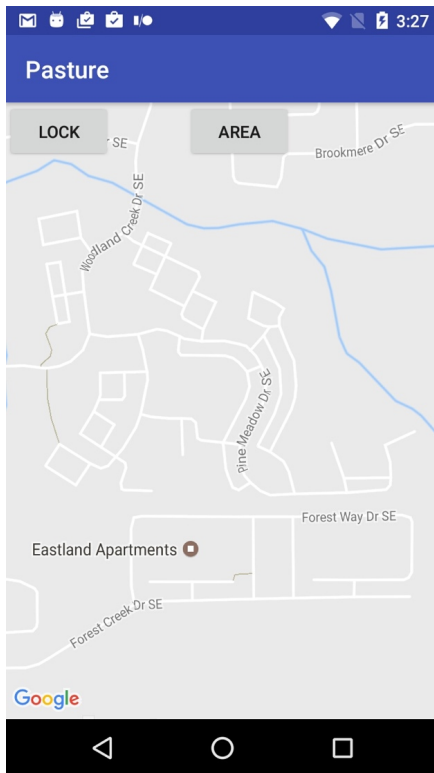 3:27
Pasture
LOCK
r SE
AREA
Brookmere Dr SE
Woodland Creek Dr SE
Pine Meadow Dr SE
Forest Way Dr SE
Eastland Apartments
Forest Creek Dr SE
Google